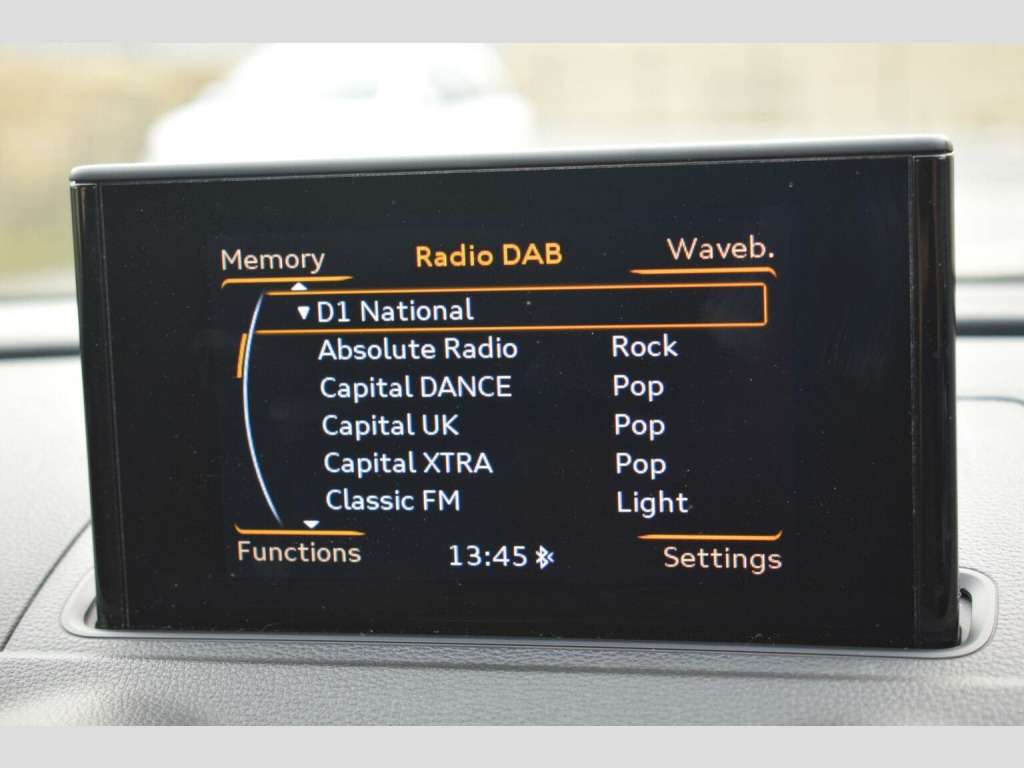 Memory Radio DAB Waveb.
D1 National
Absolute Radio Rock
Capital DANCE Pop
Capital UK Pop
Capital XTRA Pop
Classic FM Light
Functions 13:45 Settings